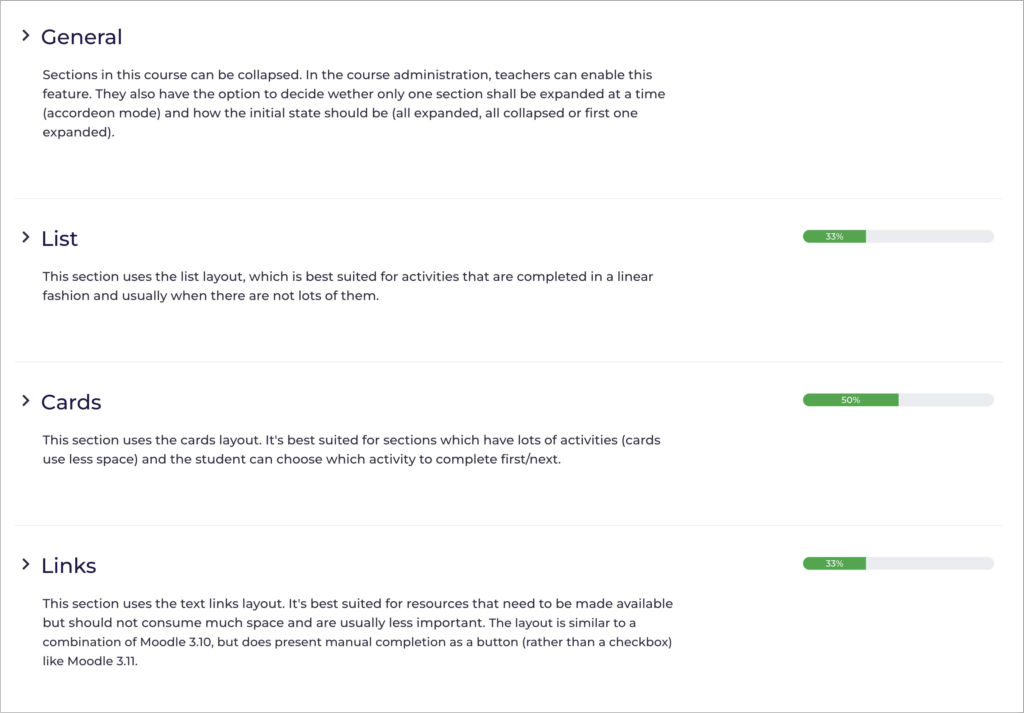 General
Sections in this course can be collapsed. In the course administration, teachers can enable this
feature. They also have the option to decide wether only one section shall be expanded at a time
(accordeon mode) and how the initial state should be (all expanded, all collapsed or first one
expanded).
List
33%
This section uses the list layout, which is best suited for activities that are completed in a linear
fashion and usually when there are not lots of them.
Cards
50%
This section uses the cards layout. It's best suited for sections which have lots of activities (cards
use less space) and the student can choose which activity to complete first/next.
Links
33%
This section uses the text links layout. It's best suited for resources that need to be made available
but should not consume much space and are usually less important. The layout is similar to a
combination of Moodle 3.10, but does present manual completion as a button (rather than a checkbox)
like Moodle 3.11.